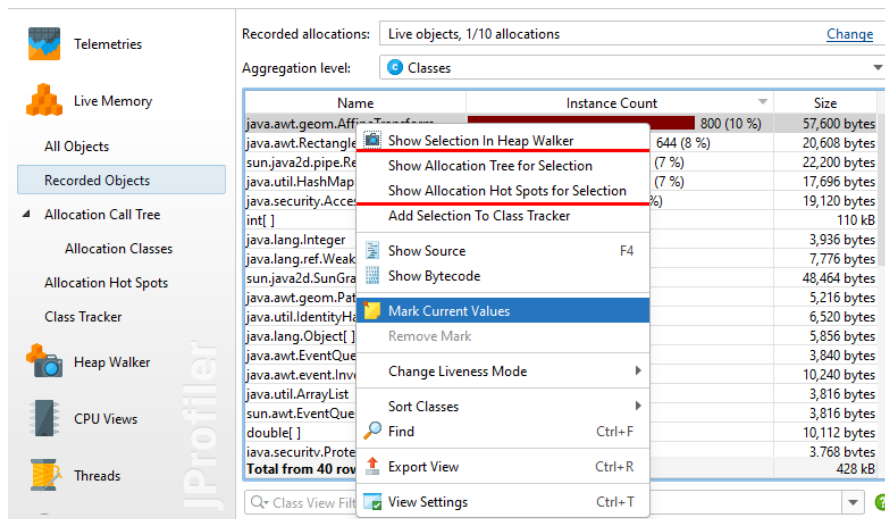 Telemetries
Live Memory
All Objects
Recorded Objects
Allocation Call Tree
Allocation Classes
Allocation Hot Spots
Class Tracker
Heap Walker
CPU Views
Threads
JProfiler
Recorded allocations: Live objects, 1/10 allocations Change
Aggregation level: Classes
Name Instance Count Size
java.awt.geom.AffineTransform 800 (10 %) 57,600 bytes
java.awt.Rectangle 644 (8 %) 20,608 bytes
sun.java2d.pipe.Re (7 %) 22,200 bytes
java.util.HashMap (7 %) 17,696 bytes
java.security.Acces %) 19,120 bytes
int[ ] 110 kB
java.lang.Integer 3,936 bytes
java.lang.ref.Weak 7,776 bytes
sun.java2d.SunGra 48,464 bytes
java.awt.geom.Pat 5,216 bytes
java.util.IdentityHa 6,520 bytes
java.lang.Object[ ] 5,856 bytes
java.awt.EventQue 3,840 bytes
java.awt.event.Inv 10,240 bytes
java.util.ArrayList 3,816 bytes
sun.awt.EventQue 3,816 bytes
double[ ] 10,112 bytes
java.security.Prote 3,768 bytes
Total from 40 rov 428 kB
Class View Filt
Show Selection In Heap Walker
Show Allocation Tree for Selection
Show Allocation Hot Spots for Selection
Add Selection To Class Tracker
Show Source F4
Show Bytecode
Mark Current Values
Remove Mark
Change Liveness Mode
Sort Classes
Find Ctrl+F
Export View Ctrl+R
View Settings Ctrl+T